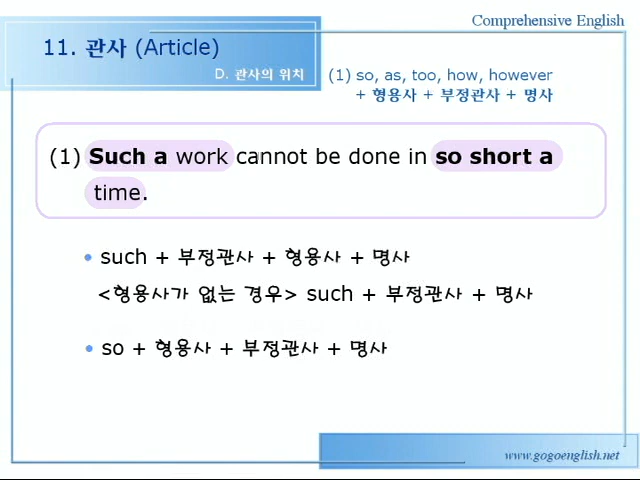 Comprehensive English
11. 관사 (Article)
D. 관사의 위치
(1) so, as, too, how, however
+ 형용사 + 부정관사 + 명사
(1) Such a work cannot be done in so short a
time.
• such + 부정관사 + 형용사 + 명사
<형용사가 없는 경우> such + 부정관사 + 명사
• so + 형용사 + 부정관사 + 명사
www.gogoenglish.net